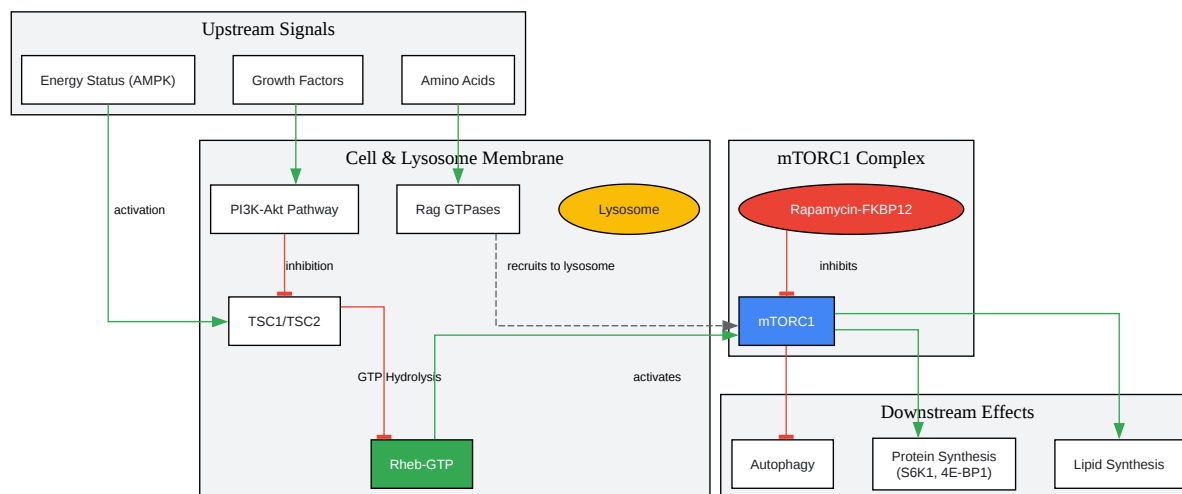 Upstream Signals
Energy Status (AMPK)
Growth Factors
Amino Acids
Cell & Lysosome Membrane
mTORC1 Complex
PI3K-Akt Pathway
Rag GTPases
Lysosome
Rapamycin-FKBP12
activation
inhibition
recruits to lysosome
inhibits
TSC1/TSC2
mTORC1
GTP Hydrolysis
activates
Downstream Effects
Rheb-GTP
Autophagy
Protein Synthesis
(S6K1, 4E-BP1)
Lipid Synthesis